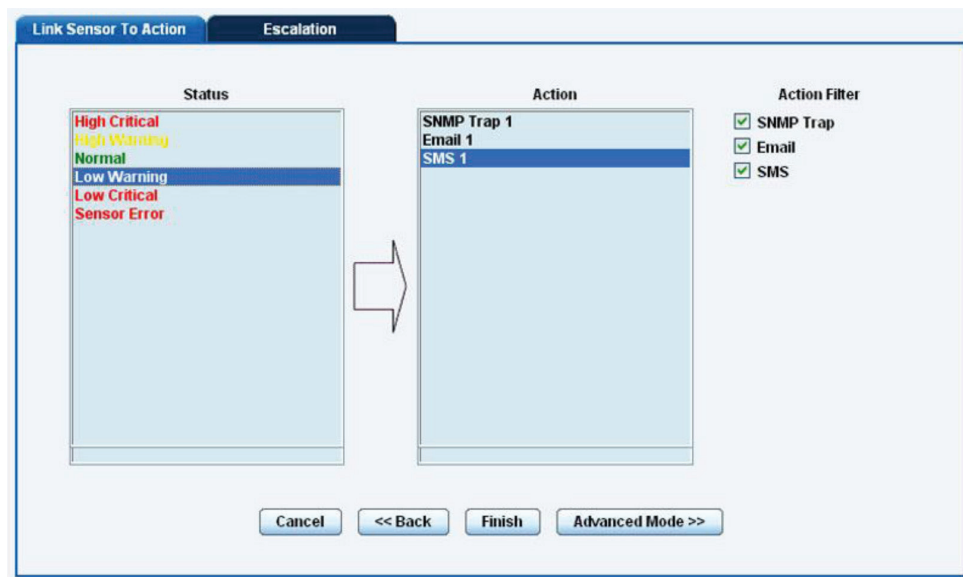 Link Sensor To Action
Escalation
Status
High Critical
High Warning
Normal
Low Warning
Low Critical
Sensor Error
Action
SNMP Trap 1
Email 1
SMS 1
Action Filter
SNMP Trap
Email
SMS
Cancel
<< Back
Finish
Advanced Mode >>